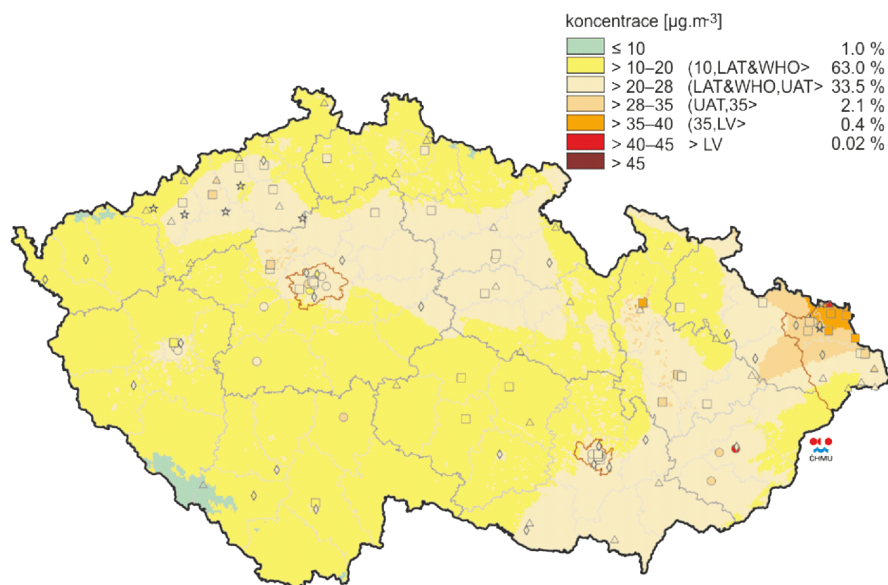 koncentrace [µg.m-³]
≤ 10 1.0 %
> 10–20 (10,LAT&WHO> 63.0 %
> 20–28 (LAT&WHO,UAT> 33.5 %
> 28–35 (UAT,35> 2.1 %
> 35–40 (35,LV> 0.4 %
> 40–45 > LV 0.02 %
> 45
ČHMÚ